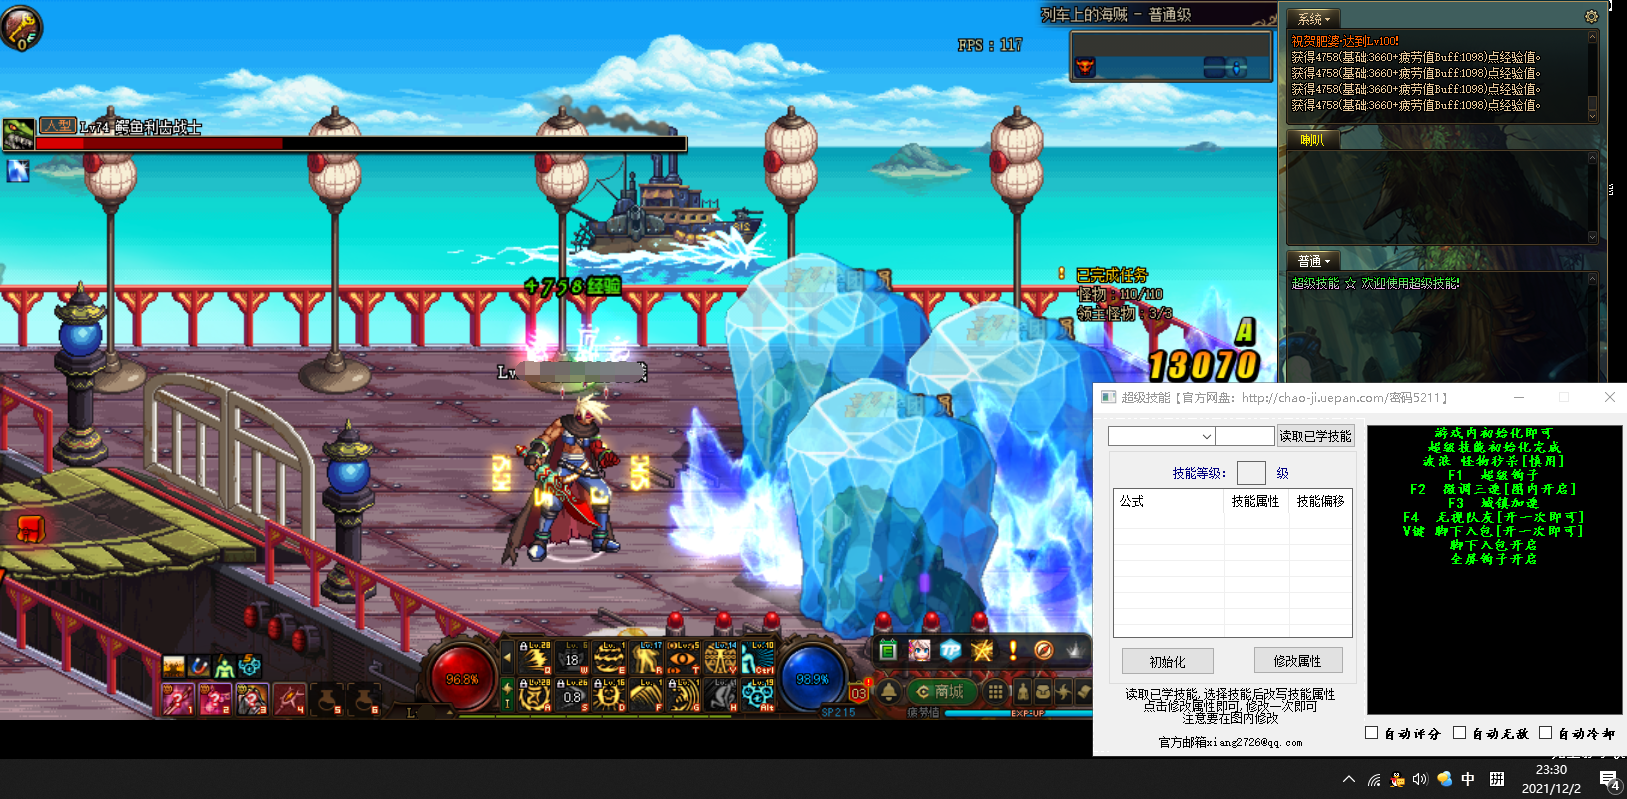 列车上的海贼 - 普通级
FPS : 117
人型 Lv74 鳄鱼利齿战士
4758 经验
已完成任务
怪物 : 110/110
领主怪物 : 3/3
A
13070
系统
祝贺肥婆·达到Lv100!
获得4758(基础:3660+疲劳值Buff:1098)点经验值。
获得4758(基础:3660+疲劳值Buff:1098)点经验值。
获得4758(基础:3660+疲劳值Buff:1098)点经验值。
获得4758(基础:3660+疲劳值Buff:1098)点经验值。
喇叭
普通
超级技能 ☆ 欢迎使用超级技能!
超级技能【官方网盘: http://chao-ji.uepan.com/密码5211】
读取已学技能
技能等级: 级
公式 技能属性 技能偏移
初始化 修改属性
读取已学技能, 选择技能后改写技能属性
点击修改属性即可, 修改一次即可
注意要在图内修改
官方邮箱xiang2726@qq.com
游戏内初始化即可
超级技能初始化完成
波浪 怪物秒杀[慎用]
F1 超级钩子
F2 微调三速[图内开启]
F3 城镇加速
F4 无视队友[开一次即可]
V键 脚下入包[开一次即可]
脚下入包开启
全屏钩子开启
自动评分 自动无敌 自动冷却
96.8%
98.9%
18
0.8
SP 215
03
商城
疲劳值
EXP-UP
中 拼
23:30
2021/12/2
4